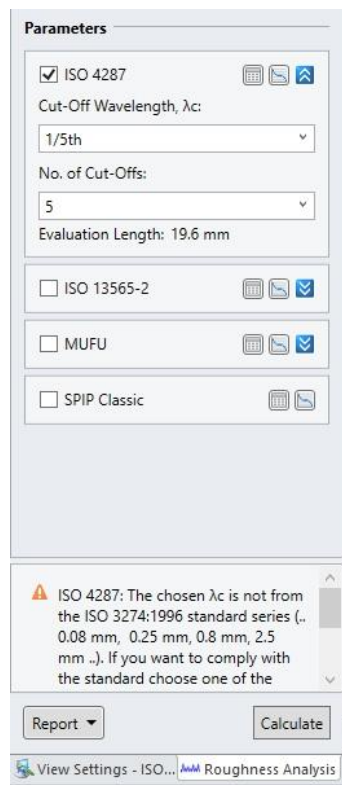 Parameters
ISO 4287
Cut-Off Wavelength, λc:
1/5th
No. of Cut-Offs:
5
Evaluation Length: 19.6 mm
ISO 13565-2
MUFU
SPIP Classic
ISO 4287: The chosen λc is not from
the ISO 3274:1996 standard series (..
0.08 mm, 0.25 mm, 0.8 mm, 2.5
mm ..). If you want to comply with
the standard choose one of the
Report
Calculate
View Settings - ISO...
Roughness Analysis